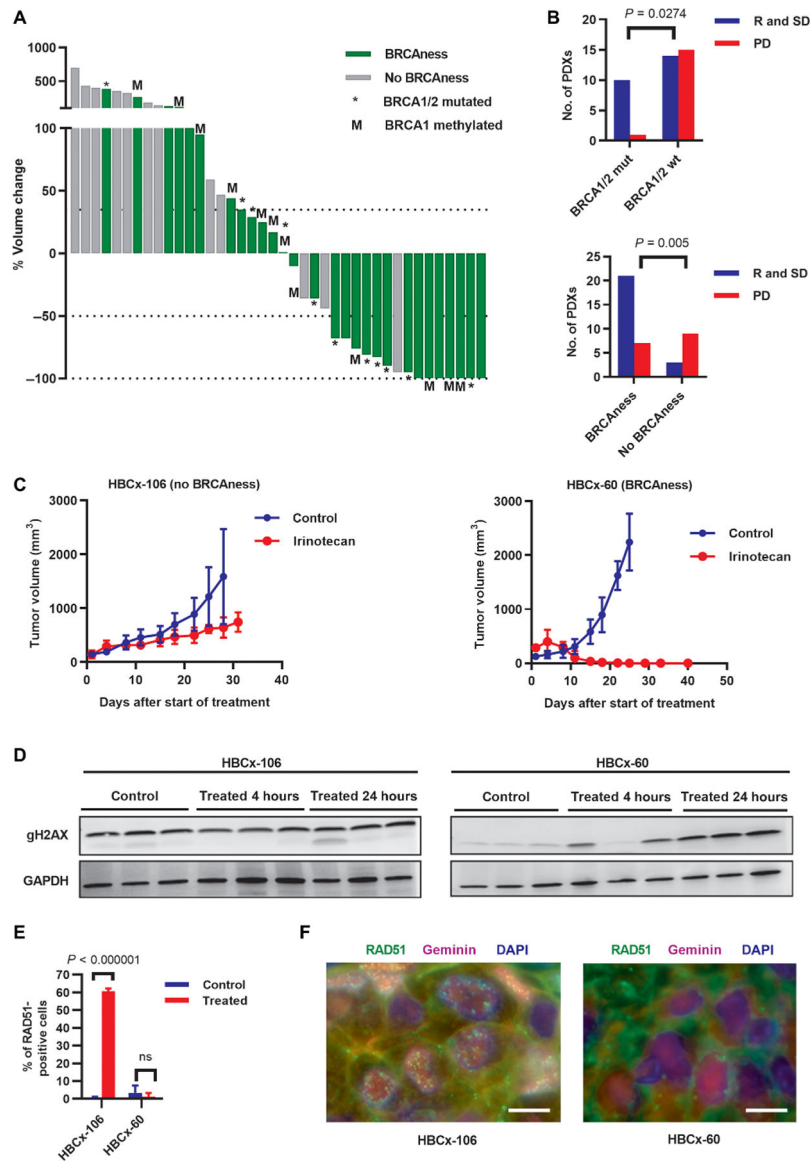 A
1000
500
100
50
0
−50
−100
% Volume change
BRCAness
No BRCAness
* BRCA1/2 mutated
M BRCA1 methylated
* M M M M * * M M * M M * * M * * * * M MM *
B
P = 0.0274
R and SD
PD
20
15
10
5
0
No. of PDXs
BRCA1/2 mut
BRCA1/2 wt
P = 0.005
R and SD
PD
25
20
15
10
5
0
No. of PDXs
BRCAness
No BRCAness
C
HBCx-106 (no BRCAness)
3000
2000
1000
0
Tumor volume (mm3)
Control
Irinotecan
0 10 20 30 40
Days after start of treatment
HBCx-60 (BRCAness)
3000
2000
1000
0
Tumor volume (mm3)
Control
Irinotecan
0 10 20 30 40 50
Days after start of treatment
D
HBCx-106
Control Treated 4 hours Treated 24 hours
gH2AX
GAPDH
HBCx-60
Control Treated 4 hours Treated 24 hours
E
P < 0.000001
Control
Treated
ns
70
60
50
40
30
20
10
0
% of RAD51-
positive cells
HBCx-106
HBCx-60
F
RAD51 Geminin DAPI
HBCx-106
RAD51 Geminin DAPI
HBCx-60